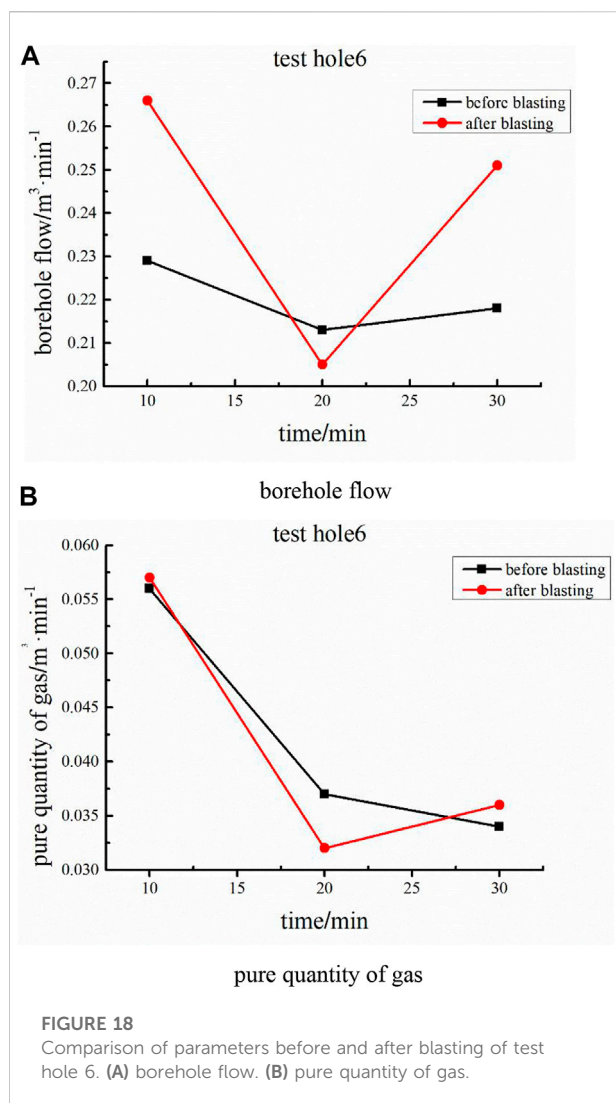 A
test hole6
before blasting
after blasting
borehole flow/m³·min⁻¹
0.27
0.26
0.25
0.24
0.23
0.22
0.21
0.20
10 15 20 25 30
time/min
borehole flow
B
test hole6
before blasting
after blasting
pure quantity of gas/m³·min⁻¹
0.060
0.055
0.050
0.045
0.040
0.035
0.030
10 15 20 25 30
time/min
pure quantity of gas
FIGURE 18
Comparison of parameters before and after blasting of test
hole 6. (A) borehole flow. (B) pure quantity of gas.